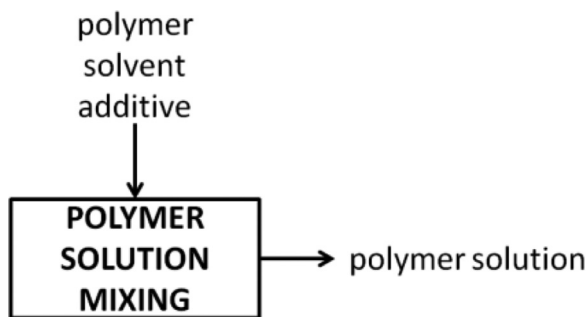 polymer
solvent
additive
POLYMER
SOLUTION
MIXING
polymer solution